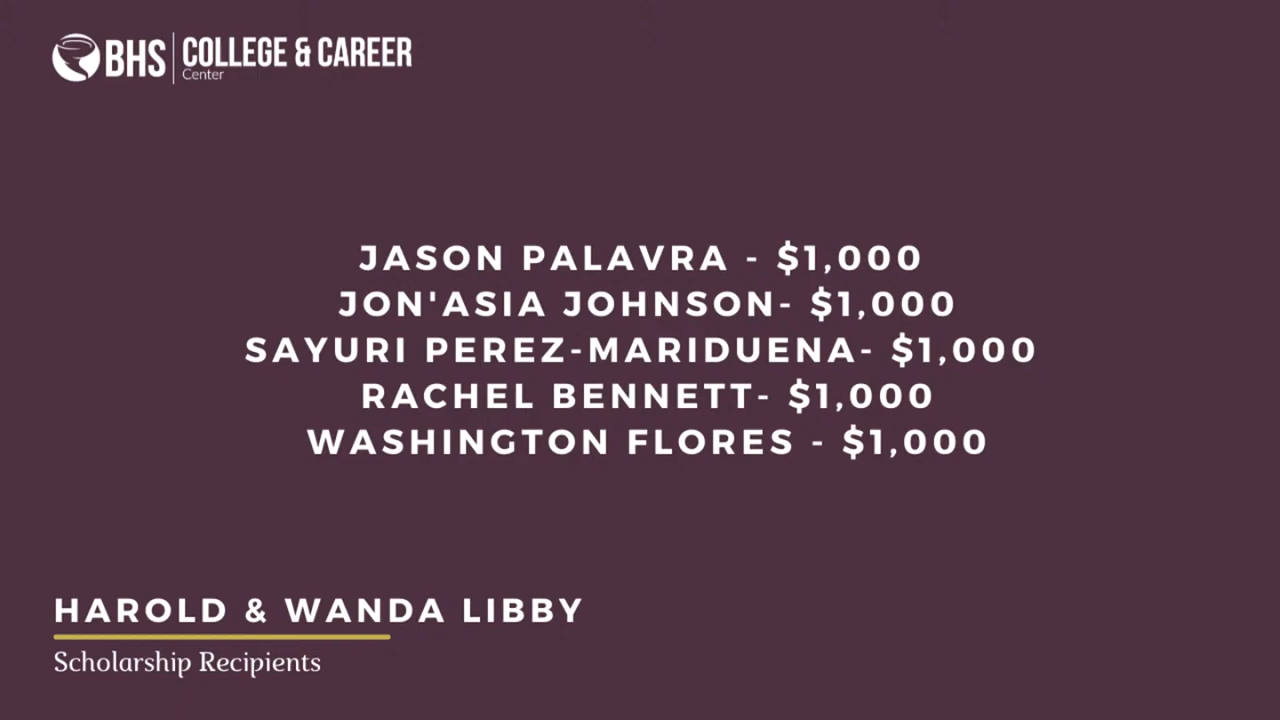 BHS COLLEGE & CAREER
Center
JASON PALAVRA - $1,000
JON'ASIA JOHNSON- $1,000
SAYURI PEREZ-MARIDUENA- $1,000
RACHEL BENNETT- $1,000
WASHINGTON FLORES - $1,000
HAROLD & WANDA LIBBY
Scholarship Recipients